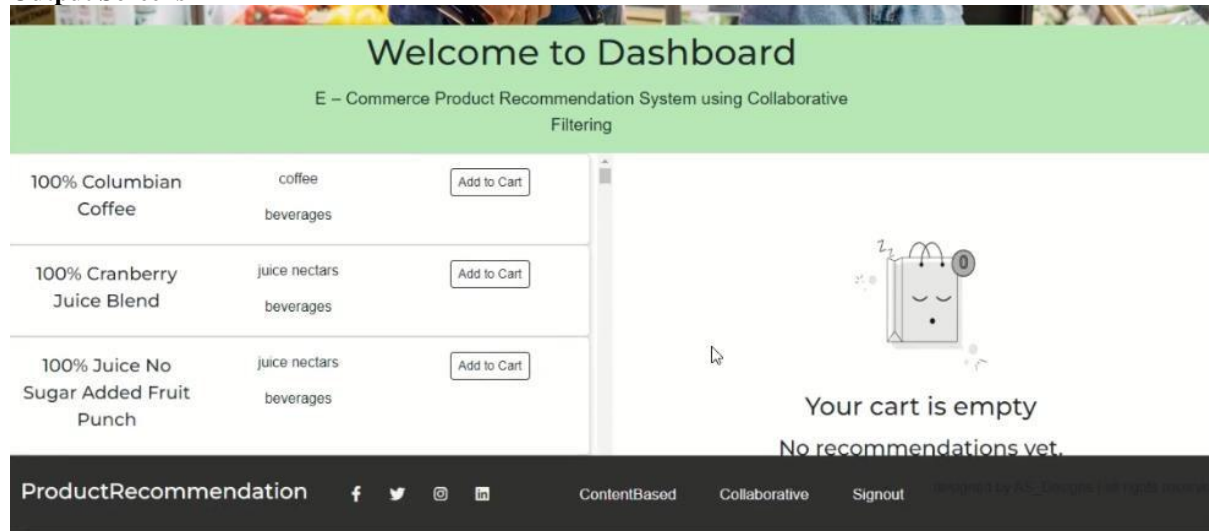 Welcome to Dashboard
E – Commerce Product Recommendation System using Collaborative
Filtering
100% Columbian
Coffee
coffee
beverages
Add to Cart
100% Cranberry
Juice Blend
juice nectars
beverages
Add to Cart
100% Juice No
Sugar Added Fruit
Punch
juice nectars
beverages
Add to Cart
z z
0
Your cart is empty
No recommendations yet.
ProductRecommendation
ContentBased
Collaborative
Signout